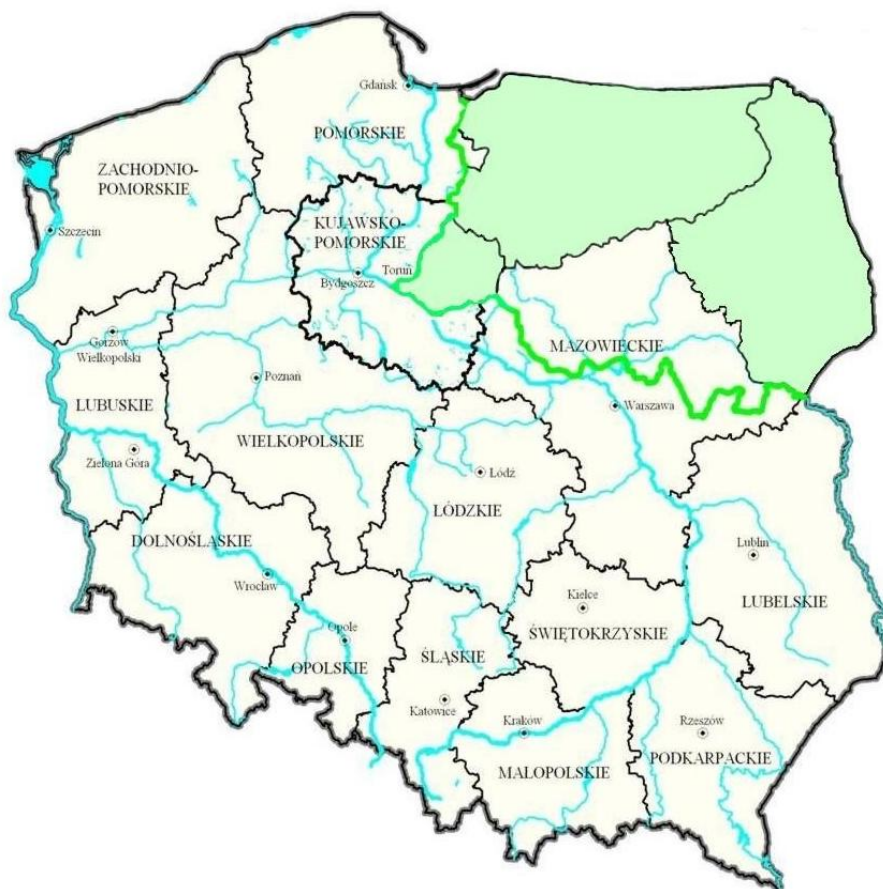 Gdańsk
POMORSKIE
ZACHODNIO-
POMORSKIE
KUJAWSKO-
POMORSKIE
Szczecin
Toruń
Bydgoszcz
Gorzów
Wielkopolski
MAZOWIECKIE
Poznań
LUBUSKIE
Warszawa
WIELKOPOLSKIE
Zielona Góra
Łódź
ŁÓDZKIE
DOLNOŚLĄSKIE
Lublin
Wrocław
LUBELSKIE
Kielce
ŚWIĘTOKRZYSKIE
Opole
ŚLĄSKIE
OPOLSKIE
Katowice
Kraków
Rzeszów
PODKARPACKIE
MALOPOLSKIE